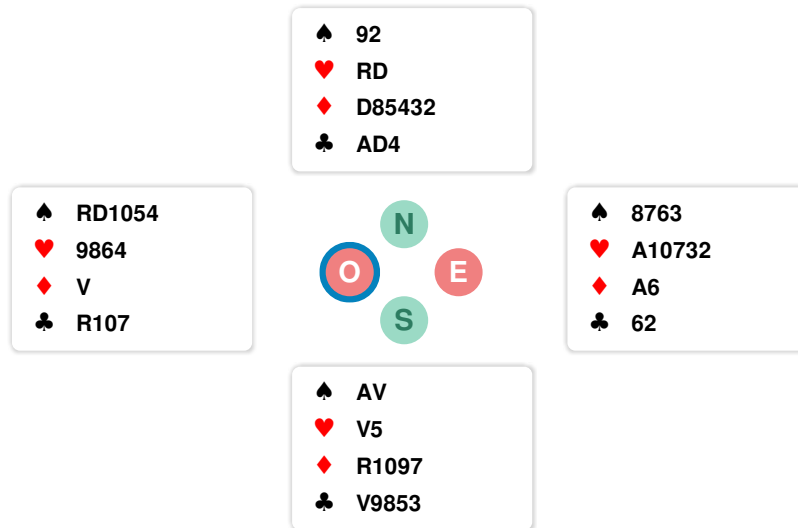 ♠ 92
♥ RD
♦ D85432
♣ AD4
♠ RD1054
♥ 9864
♦ V
♣ R107
N
O
E
S
♠ 8763
♥ A10732
♦ A6
♣ 62
♠ AV
♥ V5
♦ R1097
♣ V9853